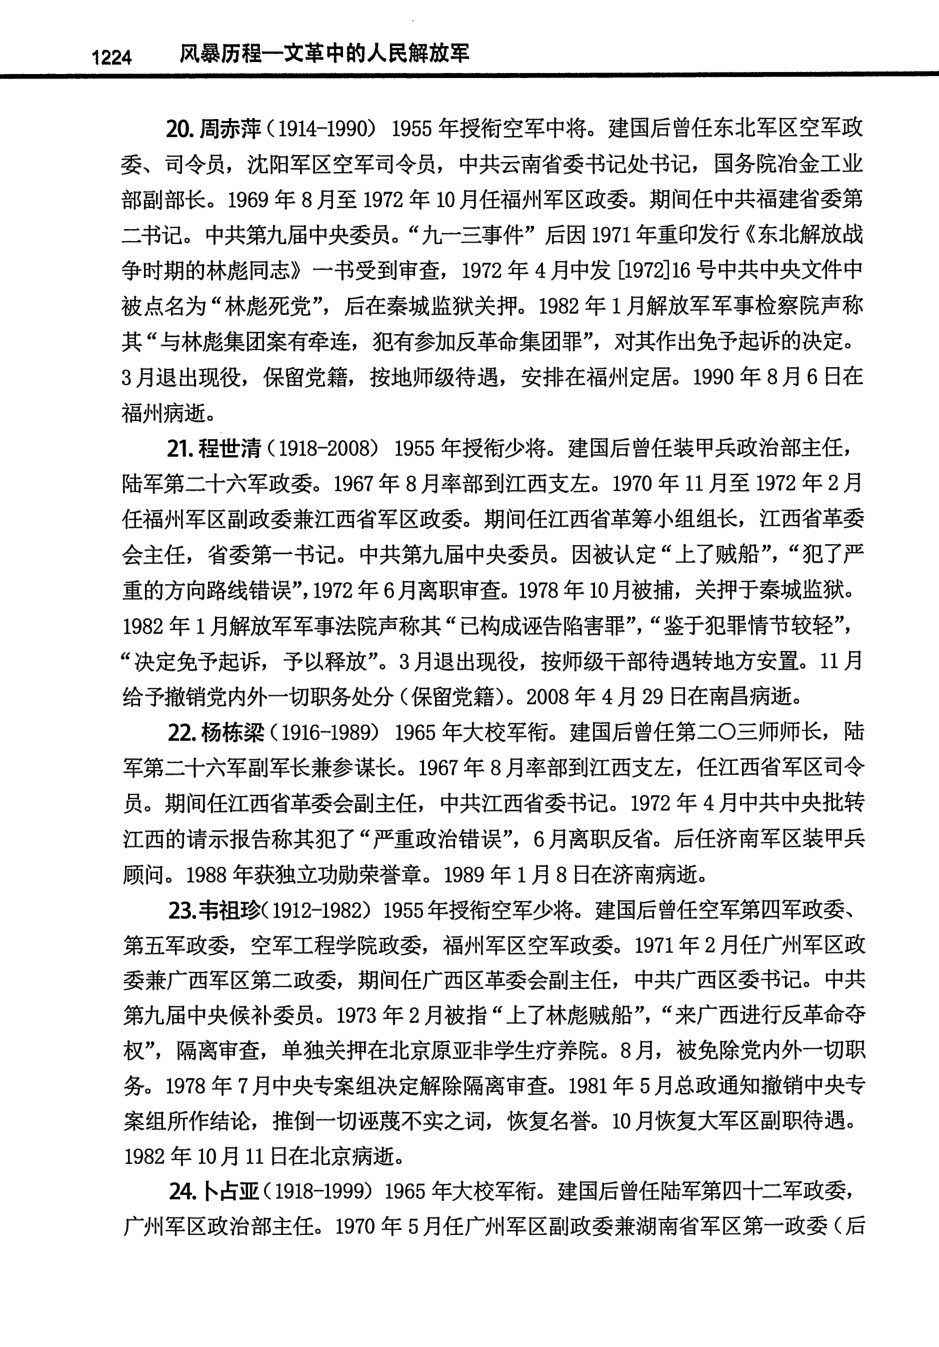 1224 风暴历程—文革中的人民解放军
20. 周赤萍（1914-1990） 1955 年授衔空军中将。建国后曾任东北军区空军政
委、司令员，沈阳军区空军司令员，中共云南省委书记处书记，国务院冶金工业
部副部长。1969 年 8 月至 1972 年 10 月任福州军区政委。期间任中共福建省委第
二书记。中共第九届中央委员。“九一三事件” 后因 1971 年重印发行《东北解放战
争时期的林彪同志》一书受到审查，1972 年 4 月中发 [1972]16 号中共中央文件中
被点名为“林彪死党”，后在秦城监狱关押。1982 年 1 月解放军军事检察院声称
其“与林彪集团案有牵连，犯有参加反革命集团罪”，对其作出免予起诉的决定。
3 月退出现役，保留党籍，按地师级待遇，安排在福州定居。1990 年 8 月 6 日在
福州病逝。
21. 程世清（1918-2008） 1955 年授衔少将。建国后曾任装甲兵政治部主任，
陆军第二十六军政委。1967 年 8 月率部到江西支左。1970 年 11 月至 1972 年 2 月
任福州军区副政委兼江西省军区政委。期间任江西省革筹小组组长，江西省革委
会主任，省委第一书记。中共第九届中央委员。因被认定“上了贼船”，“犯了严
重的方向路线错误”，1972 年 6 月离职审查。1978 年 10 月被捕，关押于秦城监狱。
1982 年 1 月解放军军事法院声称其“已构成诬告陷害罪”，“鉴于犯罪情节较轻”，
“决定免予起诉，予以释放”。3 月退出现役，按师级干部待遇转地方安置。11 月
给予撤销党内外一切职务处分（保留党籍）。2008 年 4 月 29 日在南昌病逝。
22. 杨栋梁（1916-1989） 1965 年大校军衔。建国后曾任第二〇三师师长，陆
军第二十六军副军长兼参谋长。1967 年 8 月率部到江西支左，任江西省军区司令
员。期间任江西省革委会副主任，中共江西省委书记。1972 年 4 月中共中央批转
江西的请示报告称其犯了“严重政治错误”，6 月离职反省。后任济南军区装甲兵
顾问。1988 年获独立功勋荣誉章。1989 年 1 月 8 日在济南病逝。
23. 韦祖珍（1912-1982） 1955 年授衔空军少将。建国后曾任空军第四军政委、
第五军政委，空军工程学院政委，福州军区空军政委。1971 年 2 月任广州军区政
委兼广西军区第二政委，期间任广西区革委会副主任，中共广西区委书记。中共
第九届中央候补委员。1973 年 2 月被指“上了林彪贼船”，“来广西进行反革命夺
权”，隔离审查，单独关押在北京原亚非学生疗养院。8 月，被免除党内外一切职
务。1978 年 7 月中央专案组决定解除隔离审查。1981 年 5 月总政通知撤销中央专
案组所作结论，推倒一切诬蔑不实之词，恢复名誉。10 月恢复大军区副职待遇。
1982 年 10 月 11 日在北京病逝。
24. 卜占亚（1918-1999） 1965 年大校军衔。建国后曾任陆军第四十二军政委，
广州军区政治部主任。1970 年 5 月任广州军区副政委兼湖南省军区第一政委（后